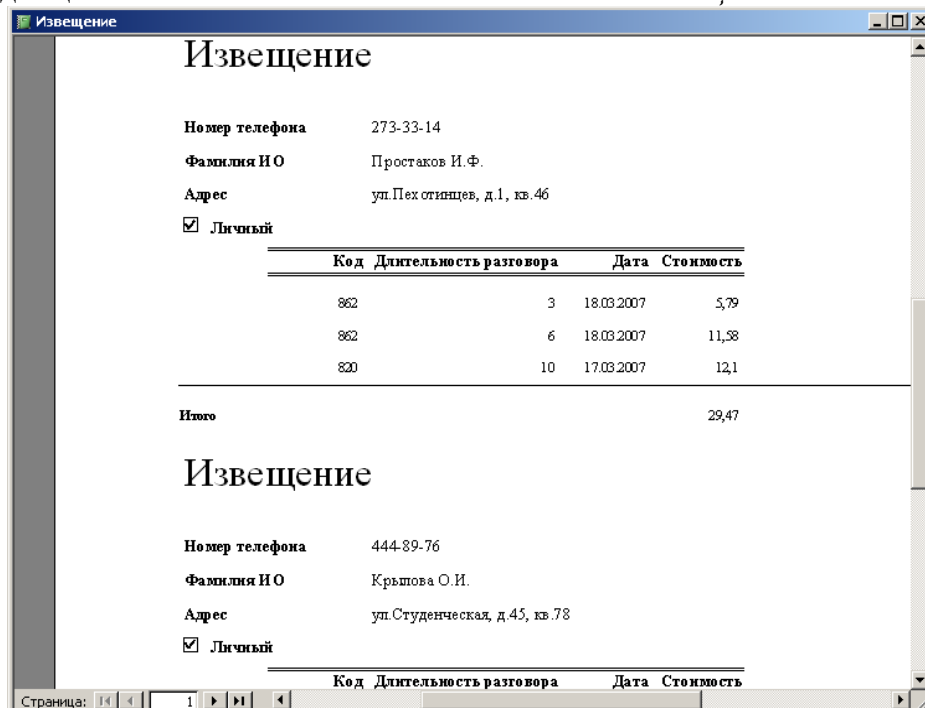 Извещение
Извещение
Номер телефона 273-33-14
Фамилия И О Простаков И.Ф.
Адрес ул.Пехотинцев, д.1, кв.46
Личный
Код Длительность разговора Дата Стоимость
862 3 18.03.2007 5,79
862 6 18.03.2007 11,58
820 10 17.03.2007 12,1
Итого 29,47
Извещение
Номер телефона 444-89-76
Фамилия И О Крылова О.И.
Адрес ул.Студенческая, д.45, кв.78
Личный
Код Длительность разговора Дата Стоимость
Страница: 1